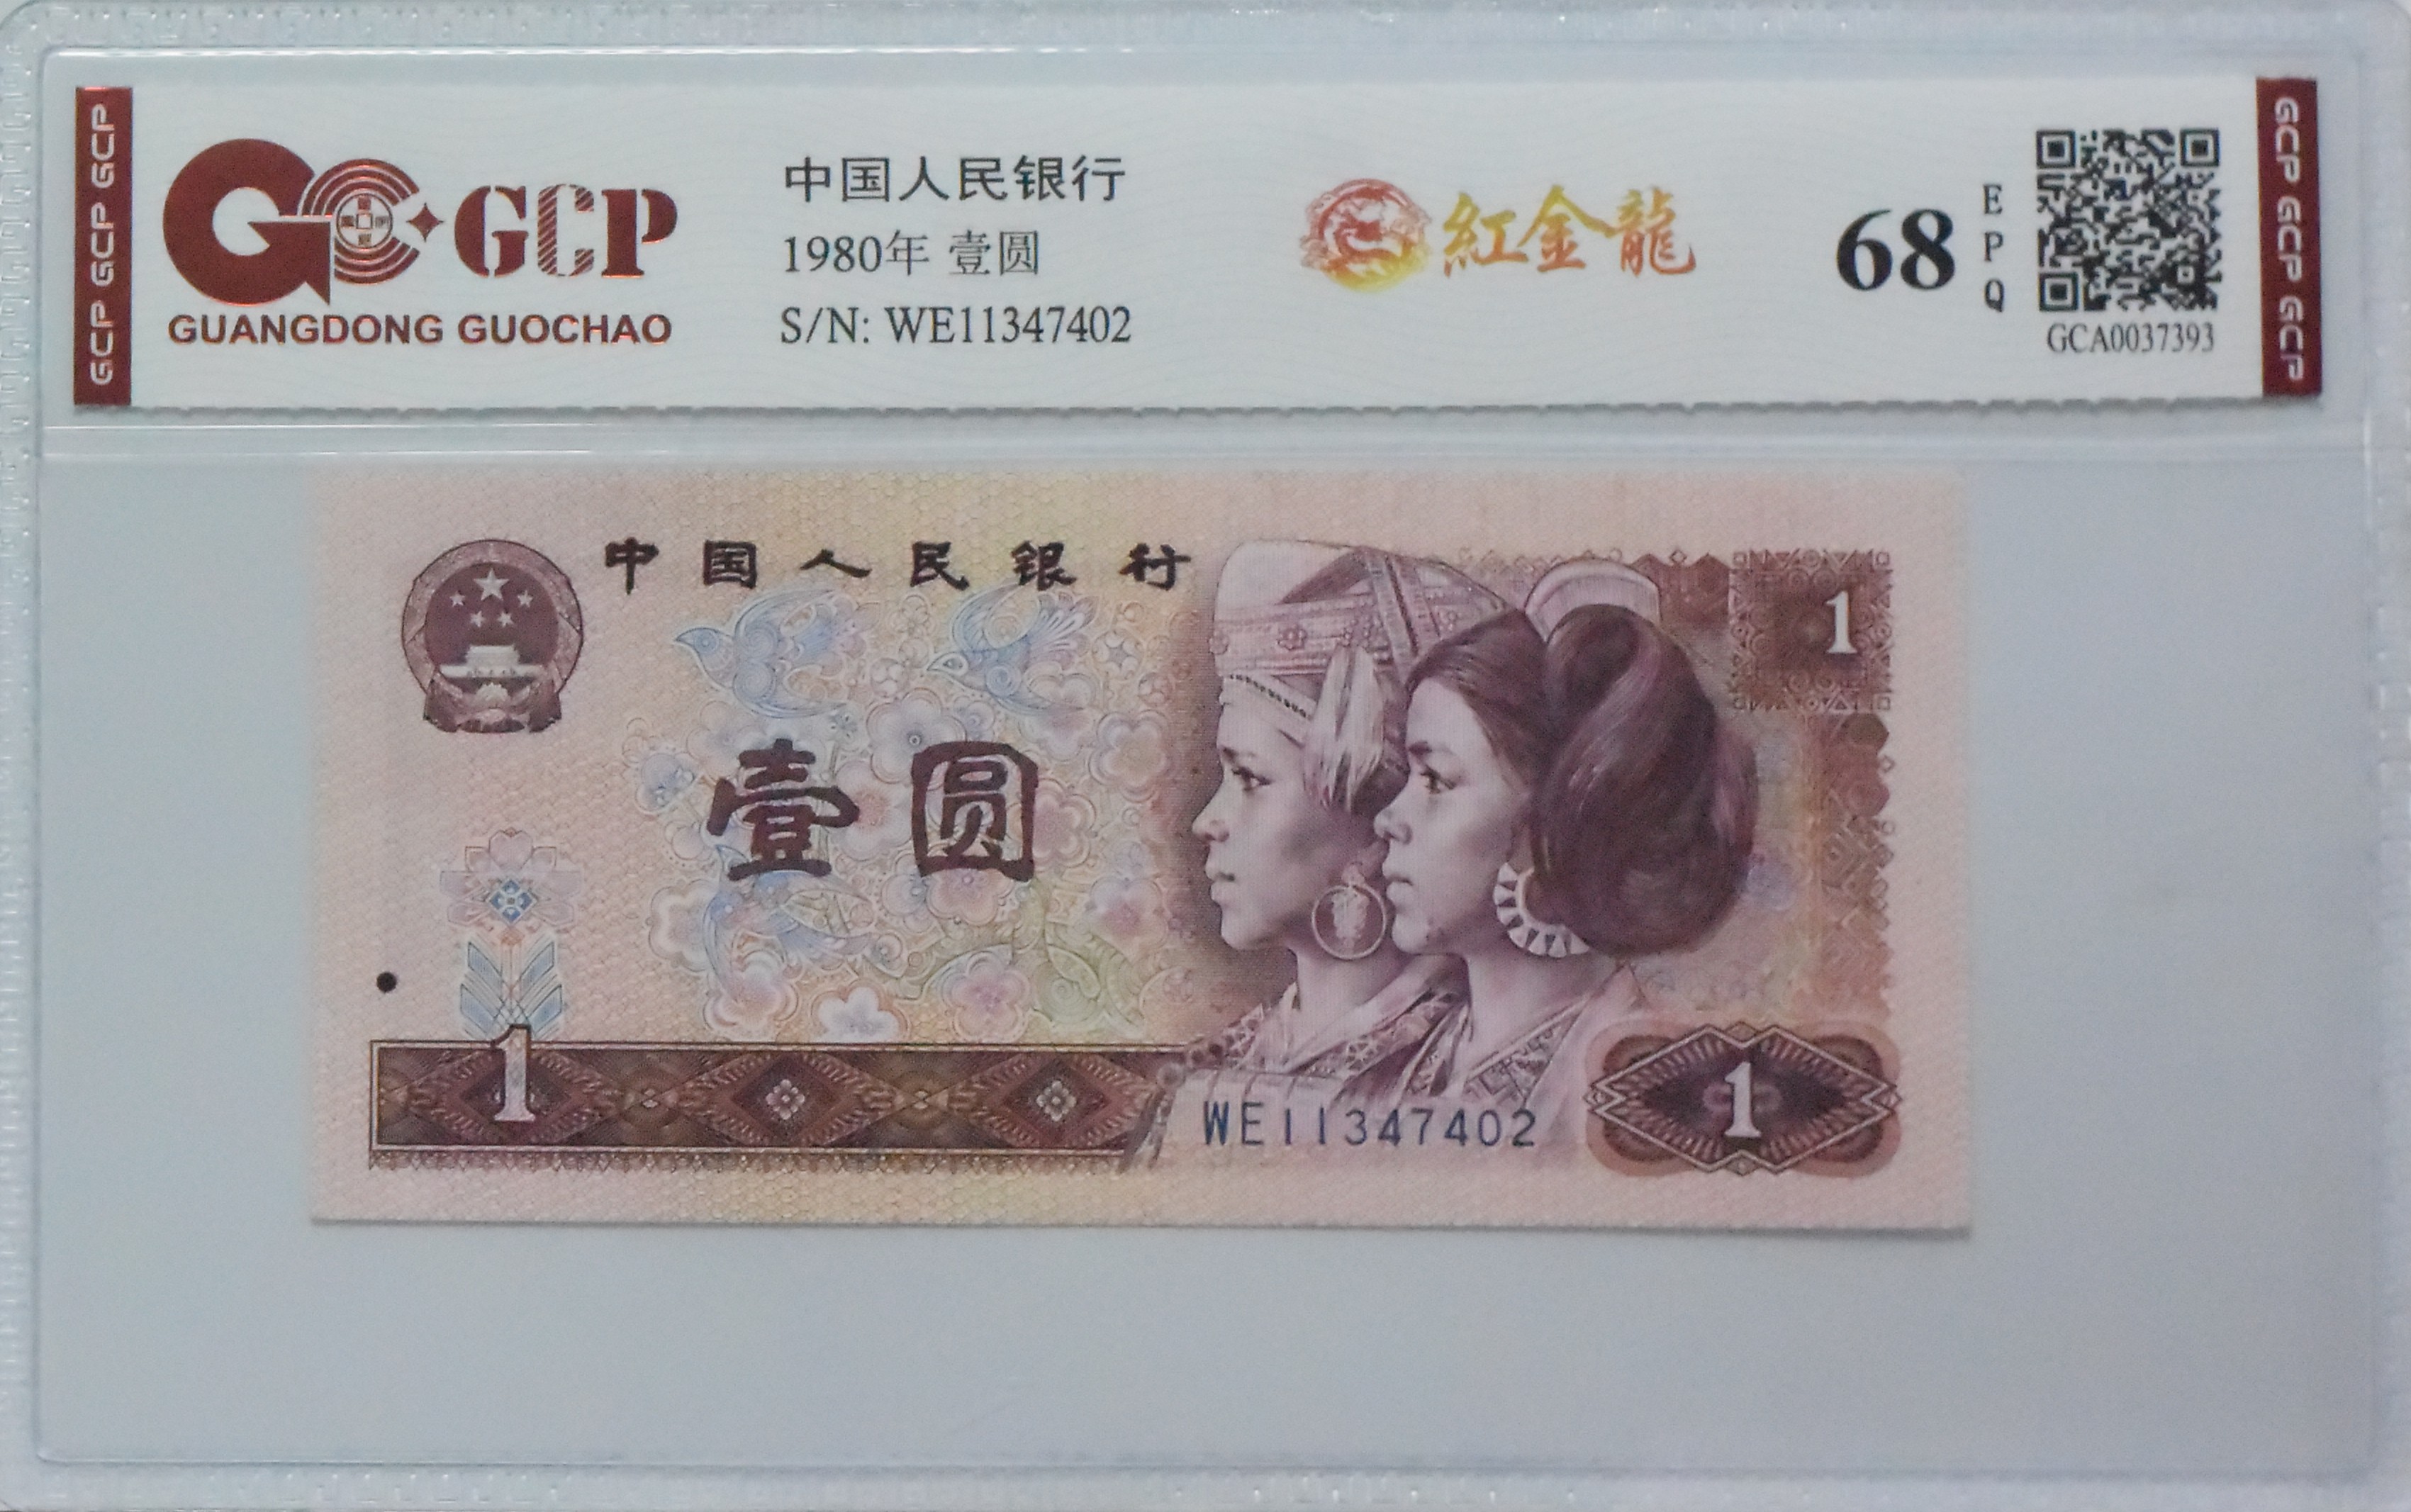 GCP GCP GCP
GCP
GUANGDONG GUOCHAO
中国人民银行
1980年 壹圆
S/N: WE11347402
紅金龍
68
EPQ
GCA0037393
GCP GCP GCP
中国人民银行
1
壹圆
1
WE11347402
1